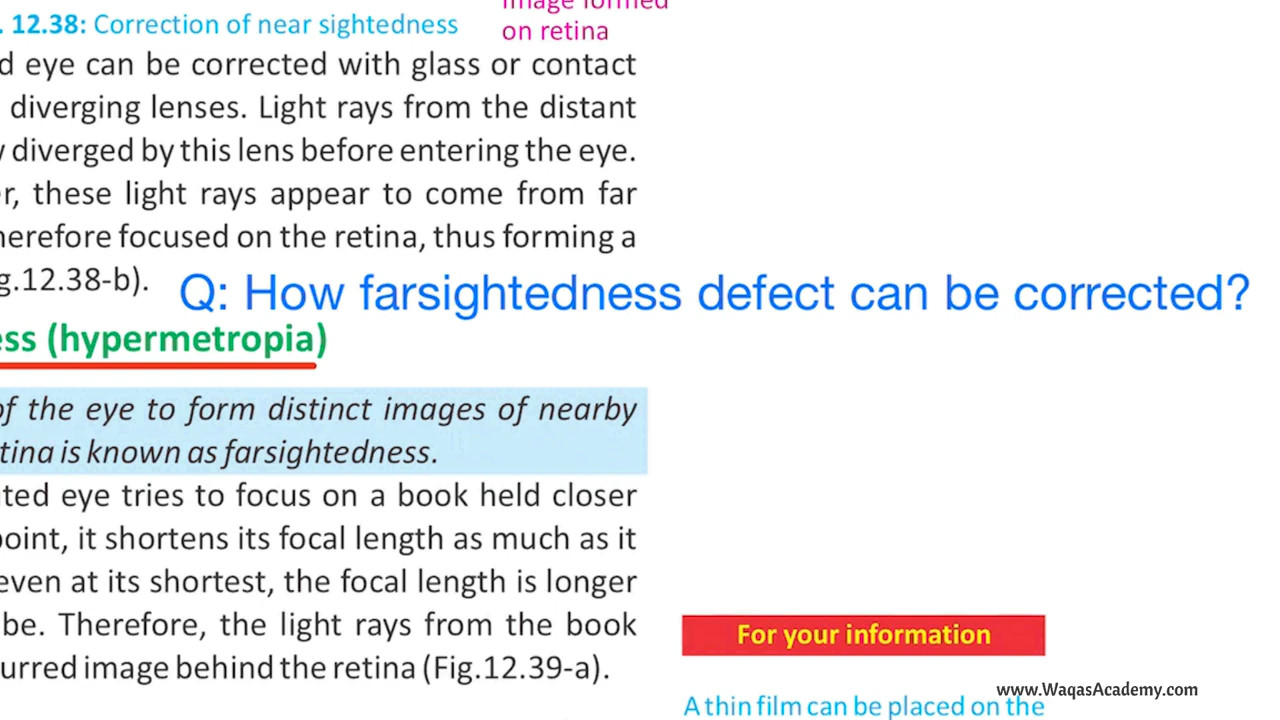 Image formed
. 12.38: Correction of near sightedness
on retina
d eye can be corrected with glass or contact
diverging lenses. Light rays from the distant
y diverged by this lens before entering the eye.
er, these light rays appear to come from far
herefore focused on the retina, thus forming a
g.12.38-b).
Q: How farsightedness defect can be corrected?
ess (hypermetropia)
of the eye to form distinct images of nearby
tina is known as farsightedness.
ted eye tries to focus on a book held closer
point, it shortens its focal length as much as it
even at its shortest, the focal length is longer
be. Therefore, the light rays from the book
urred image behind the retina (Fig.12.39-a).
For your information
www.WaqasAcademy.com
A thin film can be placed on the